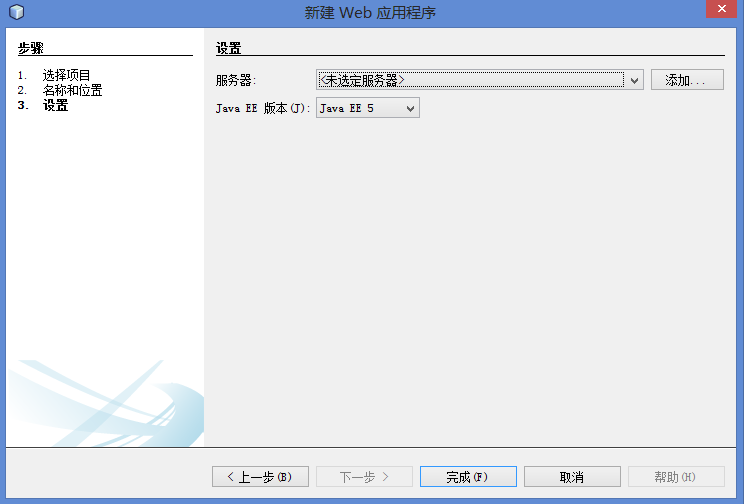 新建 Web 应用程序
步骤
1. 选择项目
2. 名称和位置
3. 设置
设置
服务器: <未选定服务器> 添加...
Java EE 版本(J): Java EE 5
< 上一步(B) 下一步 > 完成(F) 取消 帮助(H)